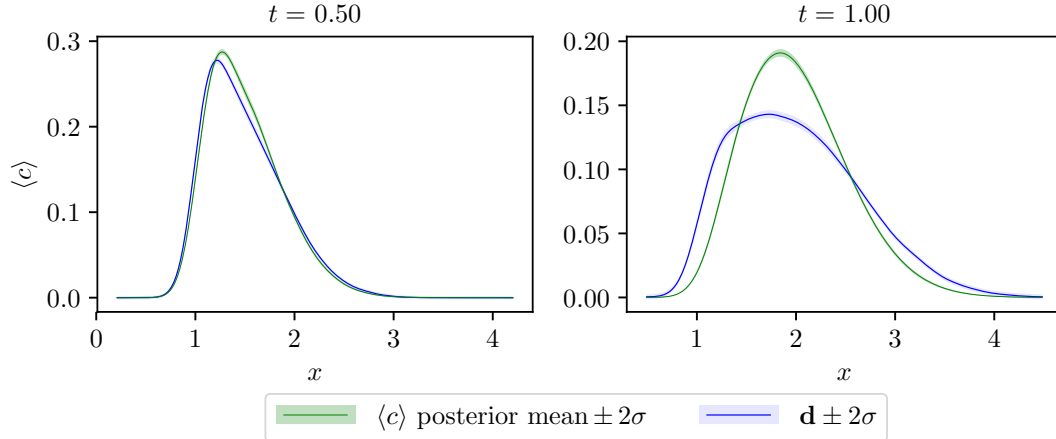 t = 0.50
t = 1.00
0.3
0.2
0.1
0.0
⟨c⟩
0 1 2 3 4
x
0.20
0.15
0.10
0.05
0.00
1 2 3 4
x
⟨c⟩ posterior mean ± 2σ
d ± 2σ